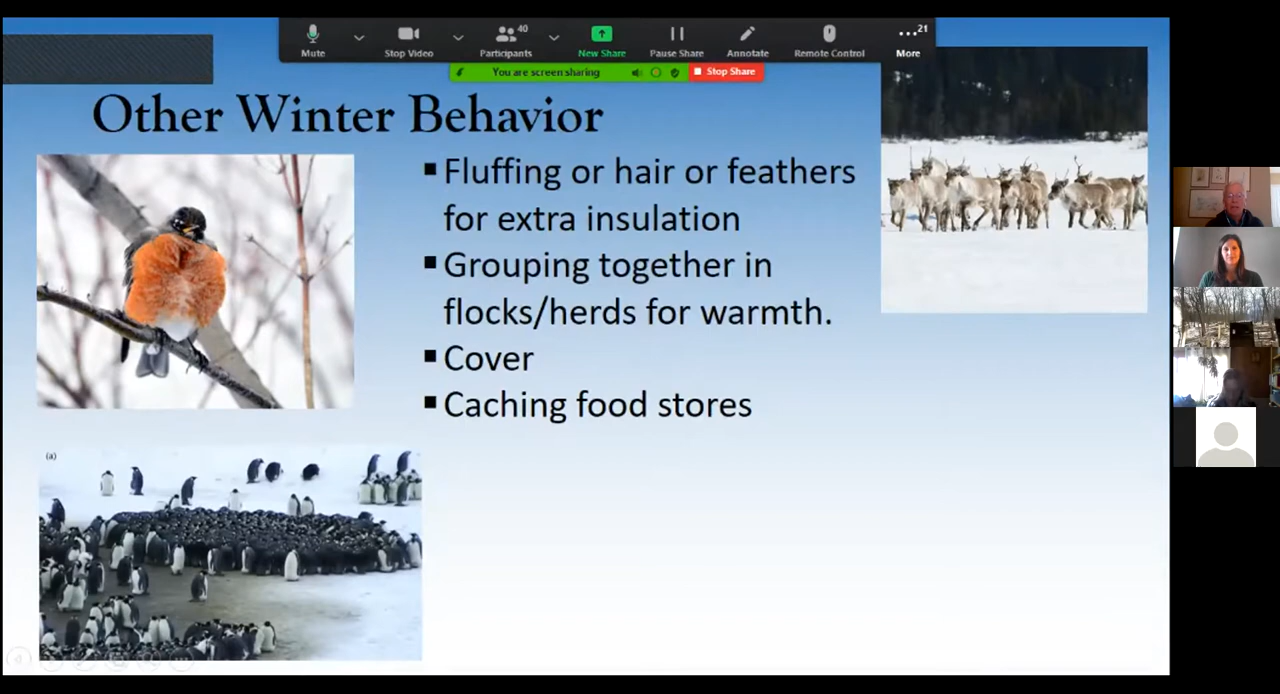 40
21
Mute
Stop Video
Participants
New Share
Pause Share
Annotate
Remote Control
More
You are screen sharing
Stop Share
Other Winter Behavior
Fluffing or hair or feathers
for extra insulation
Grouping together in
flocks/herds for warmth.
Cover
Caching food stores
(a)